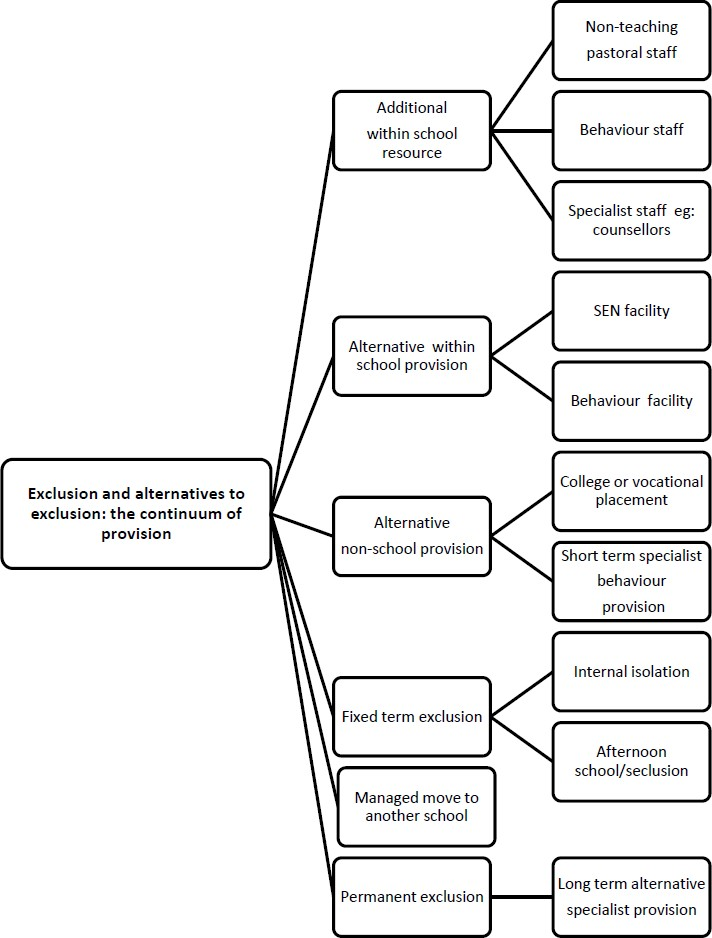 Non-teaching
pastoral staff
Additional
within school
resource
Behaviour staff
Specialist staff eg:
counsellors
SEN facility
Alternative within
school provision
Behaviour facility
Exclusion and alternatives to
exclusion: the continuum of
provision
College or vocational
placement
Alternative
non-school provision
Short term specialist
behaviour
provision
Internal isolation
Fixed term exclusion
Afternoon
school/seclusion
Managed move to
another school
Permanent exclusion
Long term alternative
specialist provision